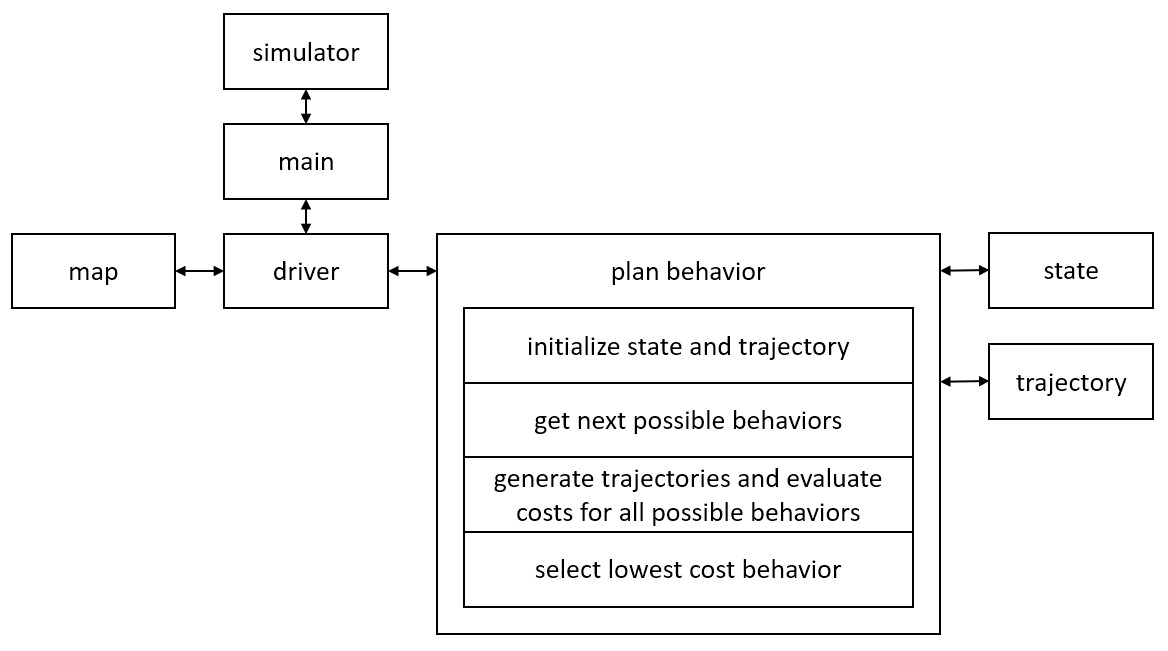 simulator
main
map
driver
plan behavior
state
initialize state and trajectory
trajectory
get next possible behaviors
generate trajectories and evaluate
costs for all possible behaviors
select lowest cost behavior